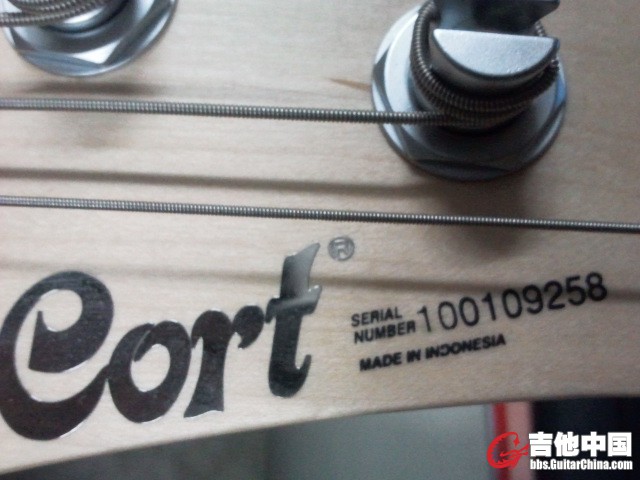 Cort®
SERIAL NUMBER 100109258
MADE IN INDONESIA
吉他中国
bbs.GuitarChina.com